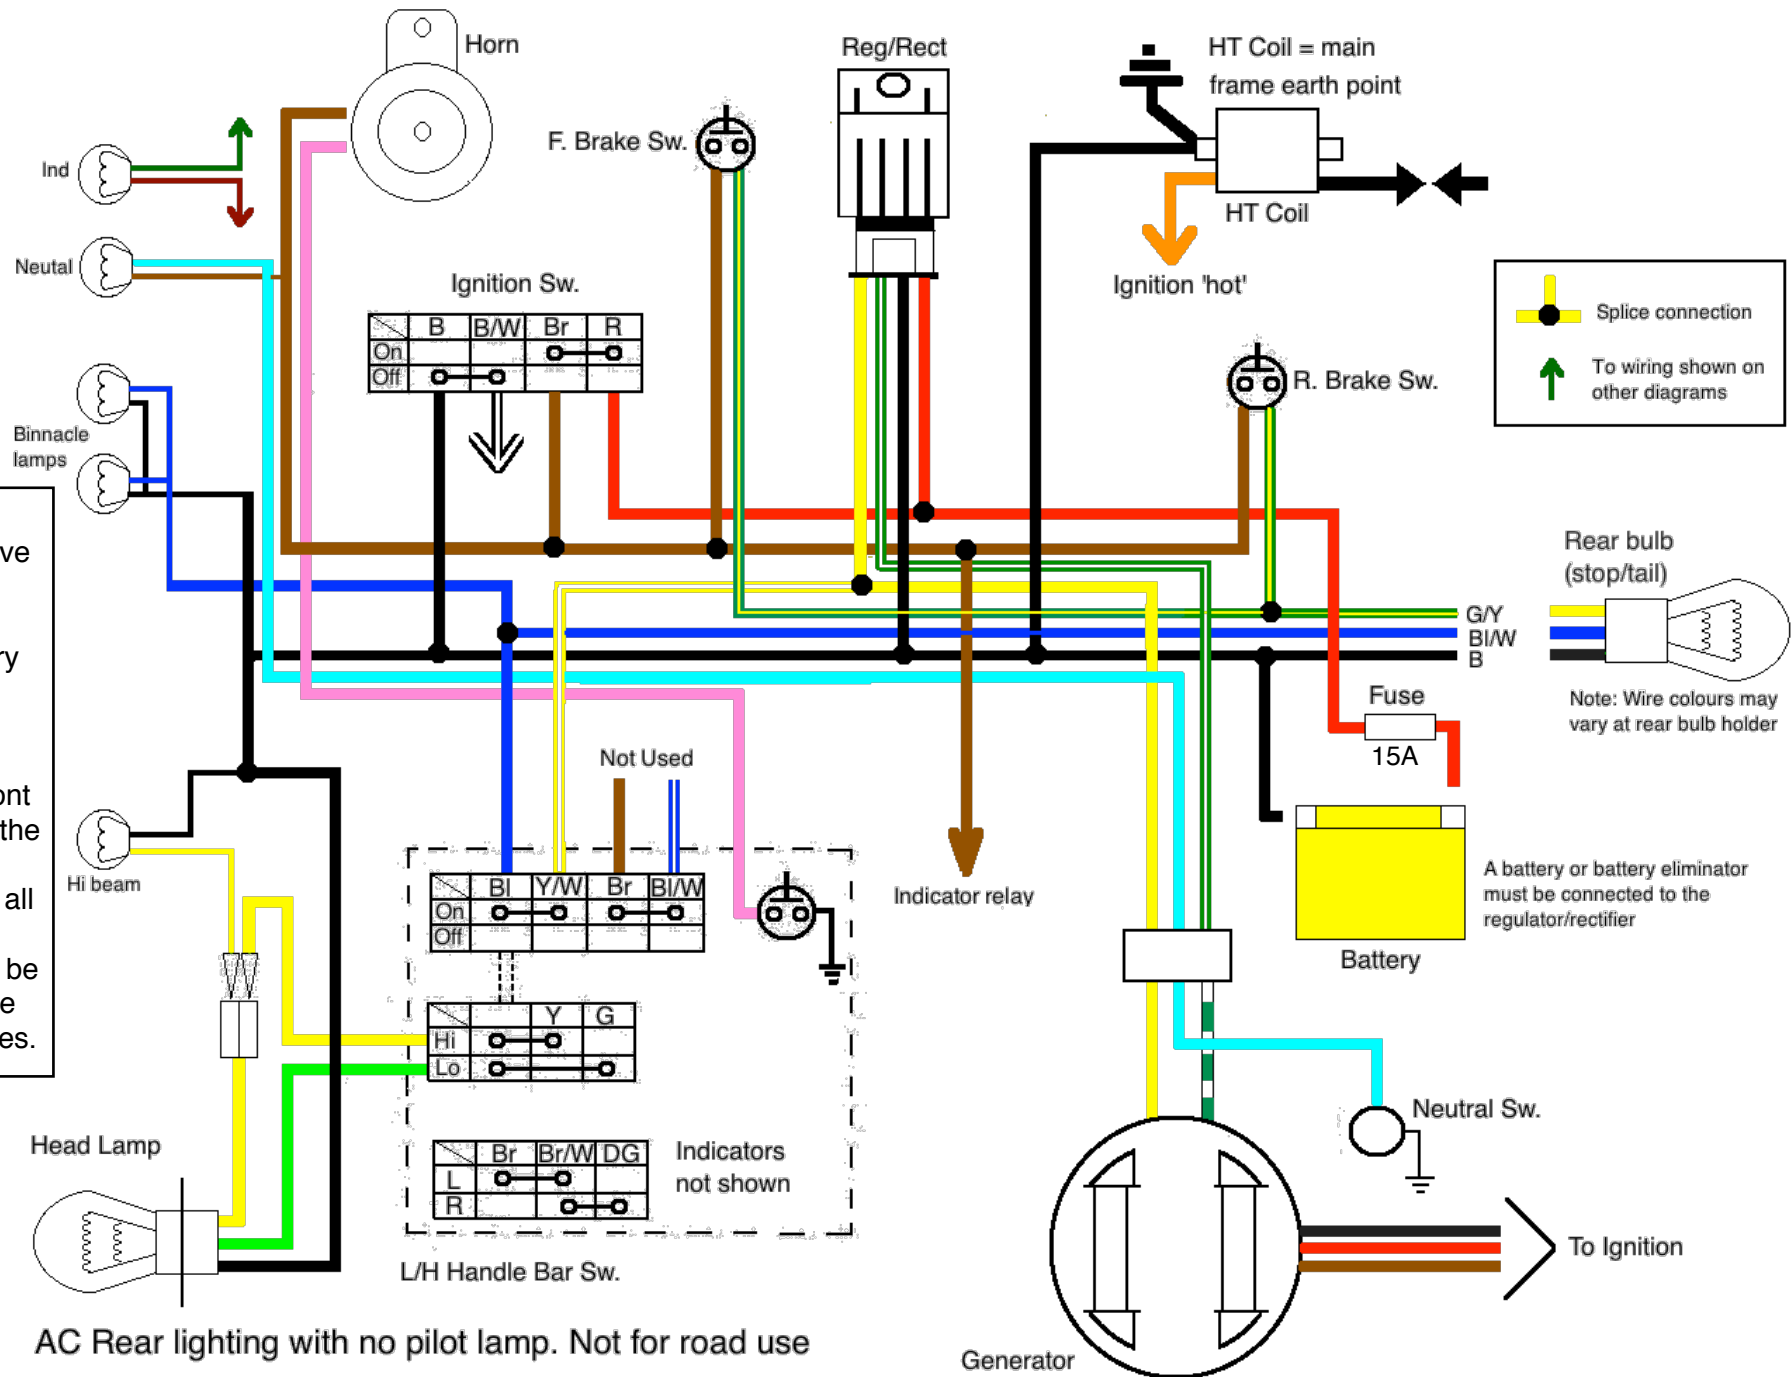 Horn
Reg/Rect
HT Coil = main
frame earth point
F. Brake Sw.
Ind
HT Coil
Neutal
Ignition Sw.
Ignition 'hot'
B B/W Br R
On
Off
Splice connection
To wiring shown on
other diagrams
R. Brake Sw.
Binnacle
lamps
ve
ry
ont
the
all
be
e
es.
Rear bulb
(stop/tail)
G/Y
Bl/W
B
Note: Wire colours may
vary at rear bulb holder
Fuse
15A
Not Used
Hi beam
Indicator relay
A battery or battery eliminator
must be connected to the
regulator/rectifier
Battery
Bl Y/W Br Bl/W
On
Off
Y G
Hi
Lo
Neutral Sw.
Head Lamp
Br Br/W DG
L
R
Indicators
not shown
To Ignition
L/H Handle Bar Sw.
AC Rear lighting with no pilot lamp. Not for road use
Generator